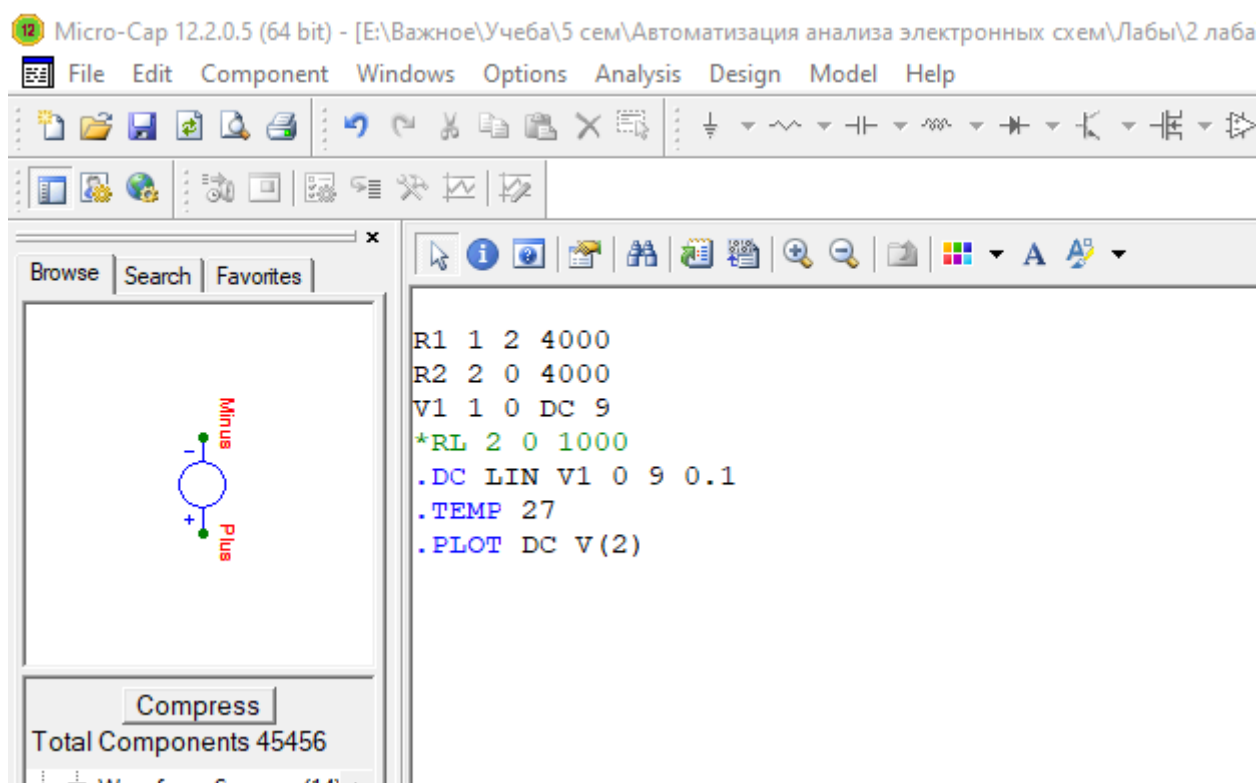 Micro-Cap 12.2.0.5 (64 bit) - [E:\Важное\Учеба\5 сем\Автоматизация анализа электронных схем\Лабы\2 лаба
File Edit Component Windows Options Analysis Design Model Help
Browse Search Favorites
Minus
Plus
Compress
Total Components 45456
R1 1 2 4000
R2 2 0 4000
V1 1 0 DC 9
*RL 2 0 1000
.DC LIN V1 0 9 0.1
.TEMP 27
.PLOT DC V(2)